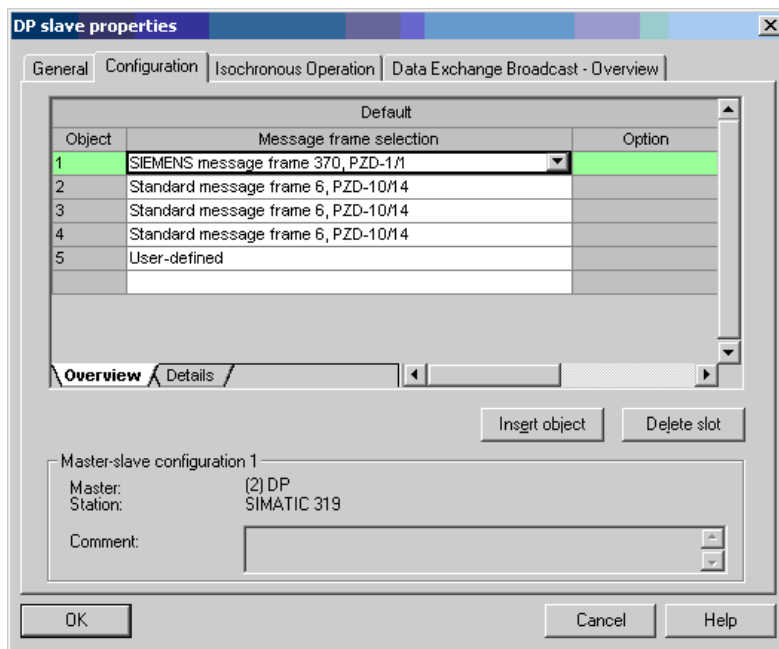 DP slave properties
General Configuration Isochronous Operation Data Exchange Broadcast - Overview
Default
Object Message frame selection Option
1 SIEMENS message frame 370, PZD-1/1
2 Standard message frame 6, PZD-10/14
3 Standard message frame 6, PZD-10/14
4 Standard message frame 6, PZD-10/14
5 User-defined
Overview Details
Insert object Delete slot
Master-slave configuration 1
Master: (2) DP
Station: SIMATIC 319
Comment:
OK Cancel Help